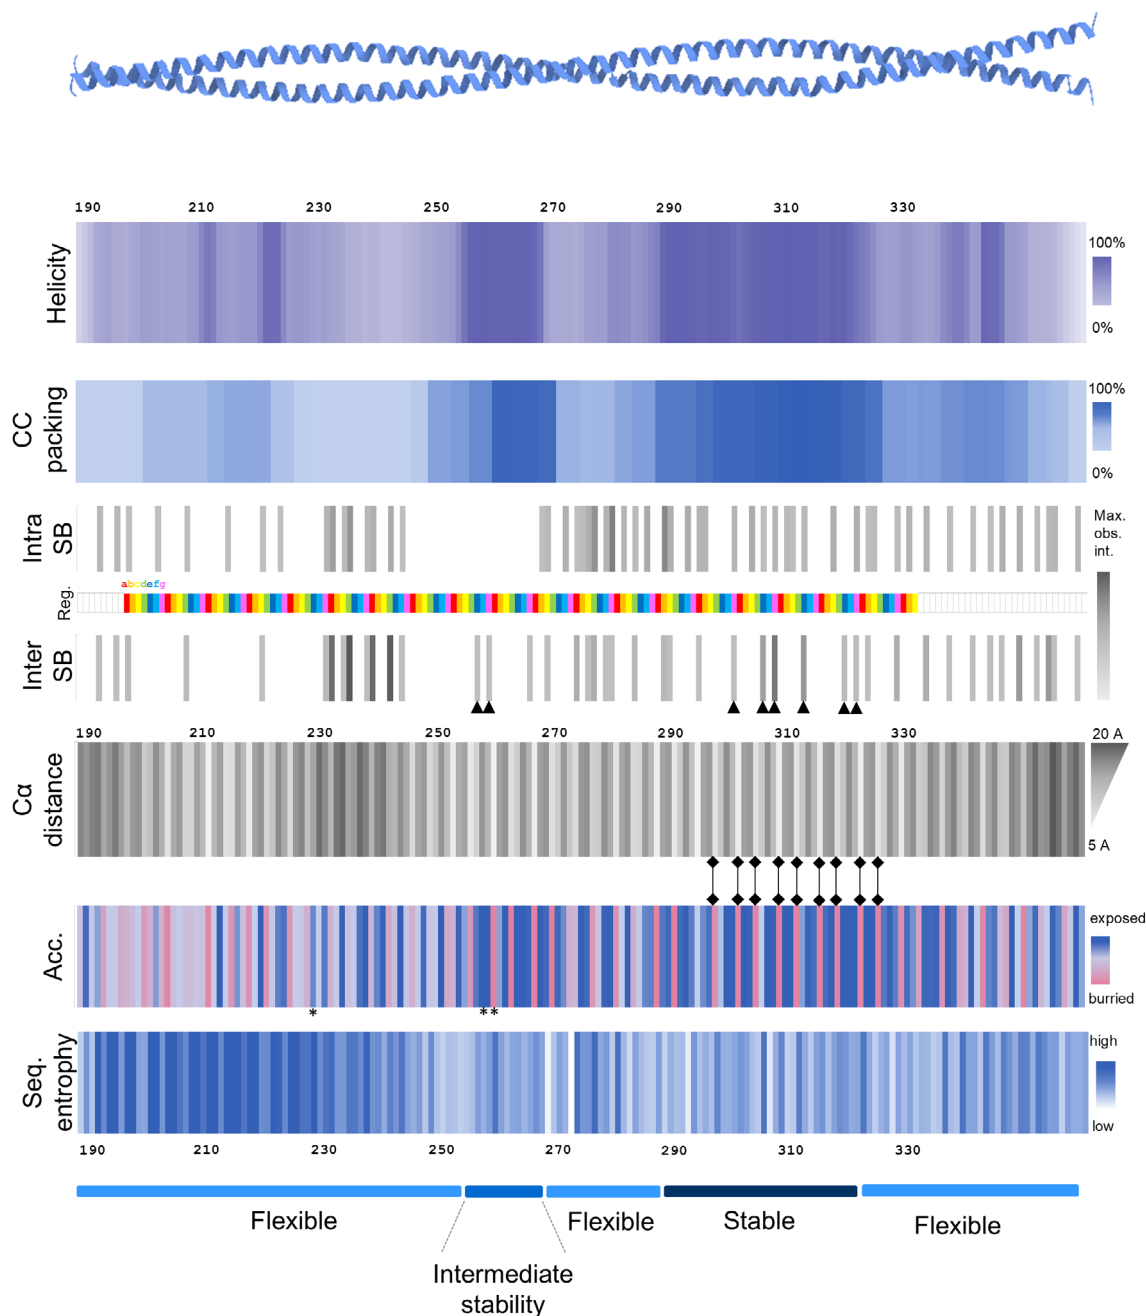 190 210 230 250 270 290 310 330
Helicity
100%
0%
CC
packing
100%
0%
Intra
SB
Max.
obs.
int.
abcdefg
Reg.
Inter
SB
190 210 230 250 270 290 310 330
Cα
distance
20 A
5 A
Acc.
exposed
burried
* **
Seq.
entrophy
high
low
190 210 230 250 270 290 310 330
Flexible Flexible Stable Flexible
Intermediate
stability